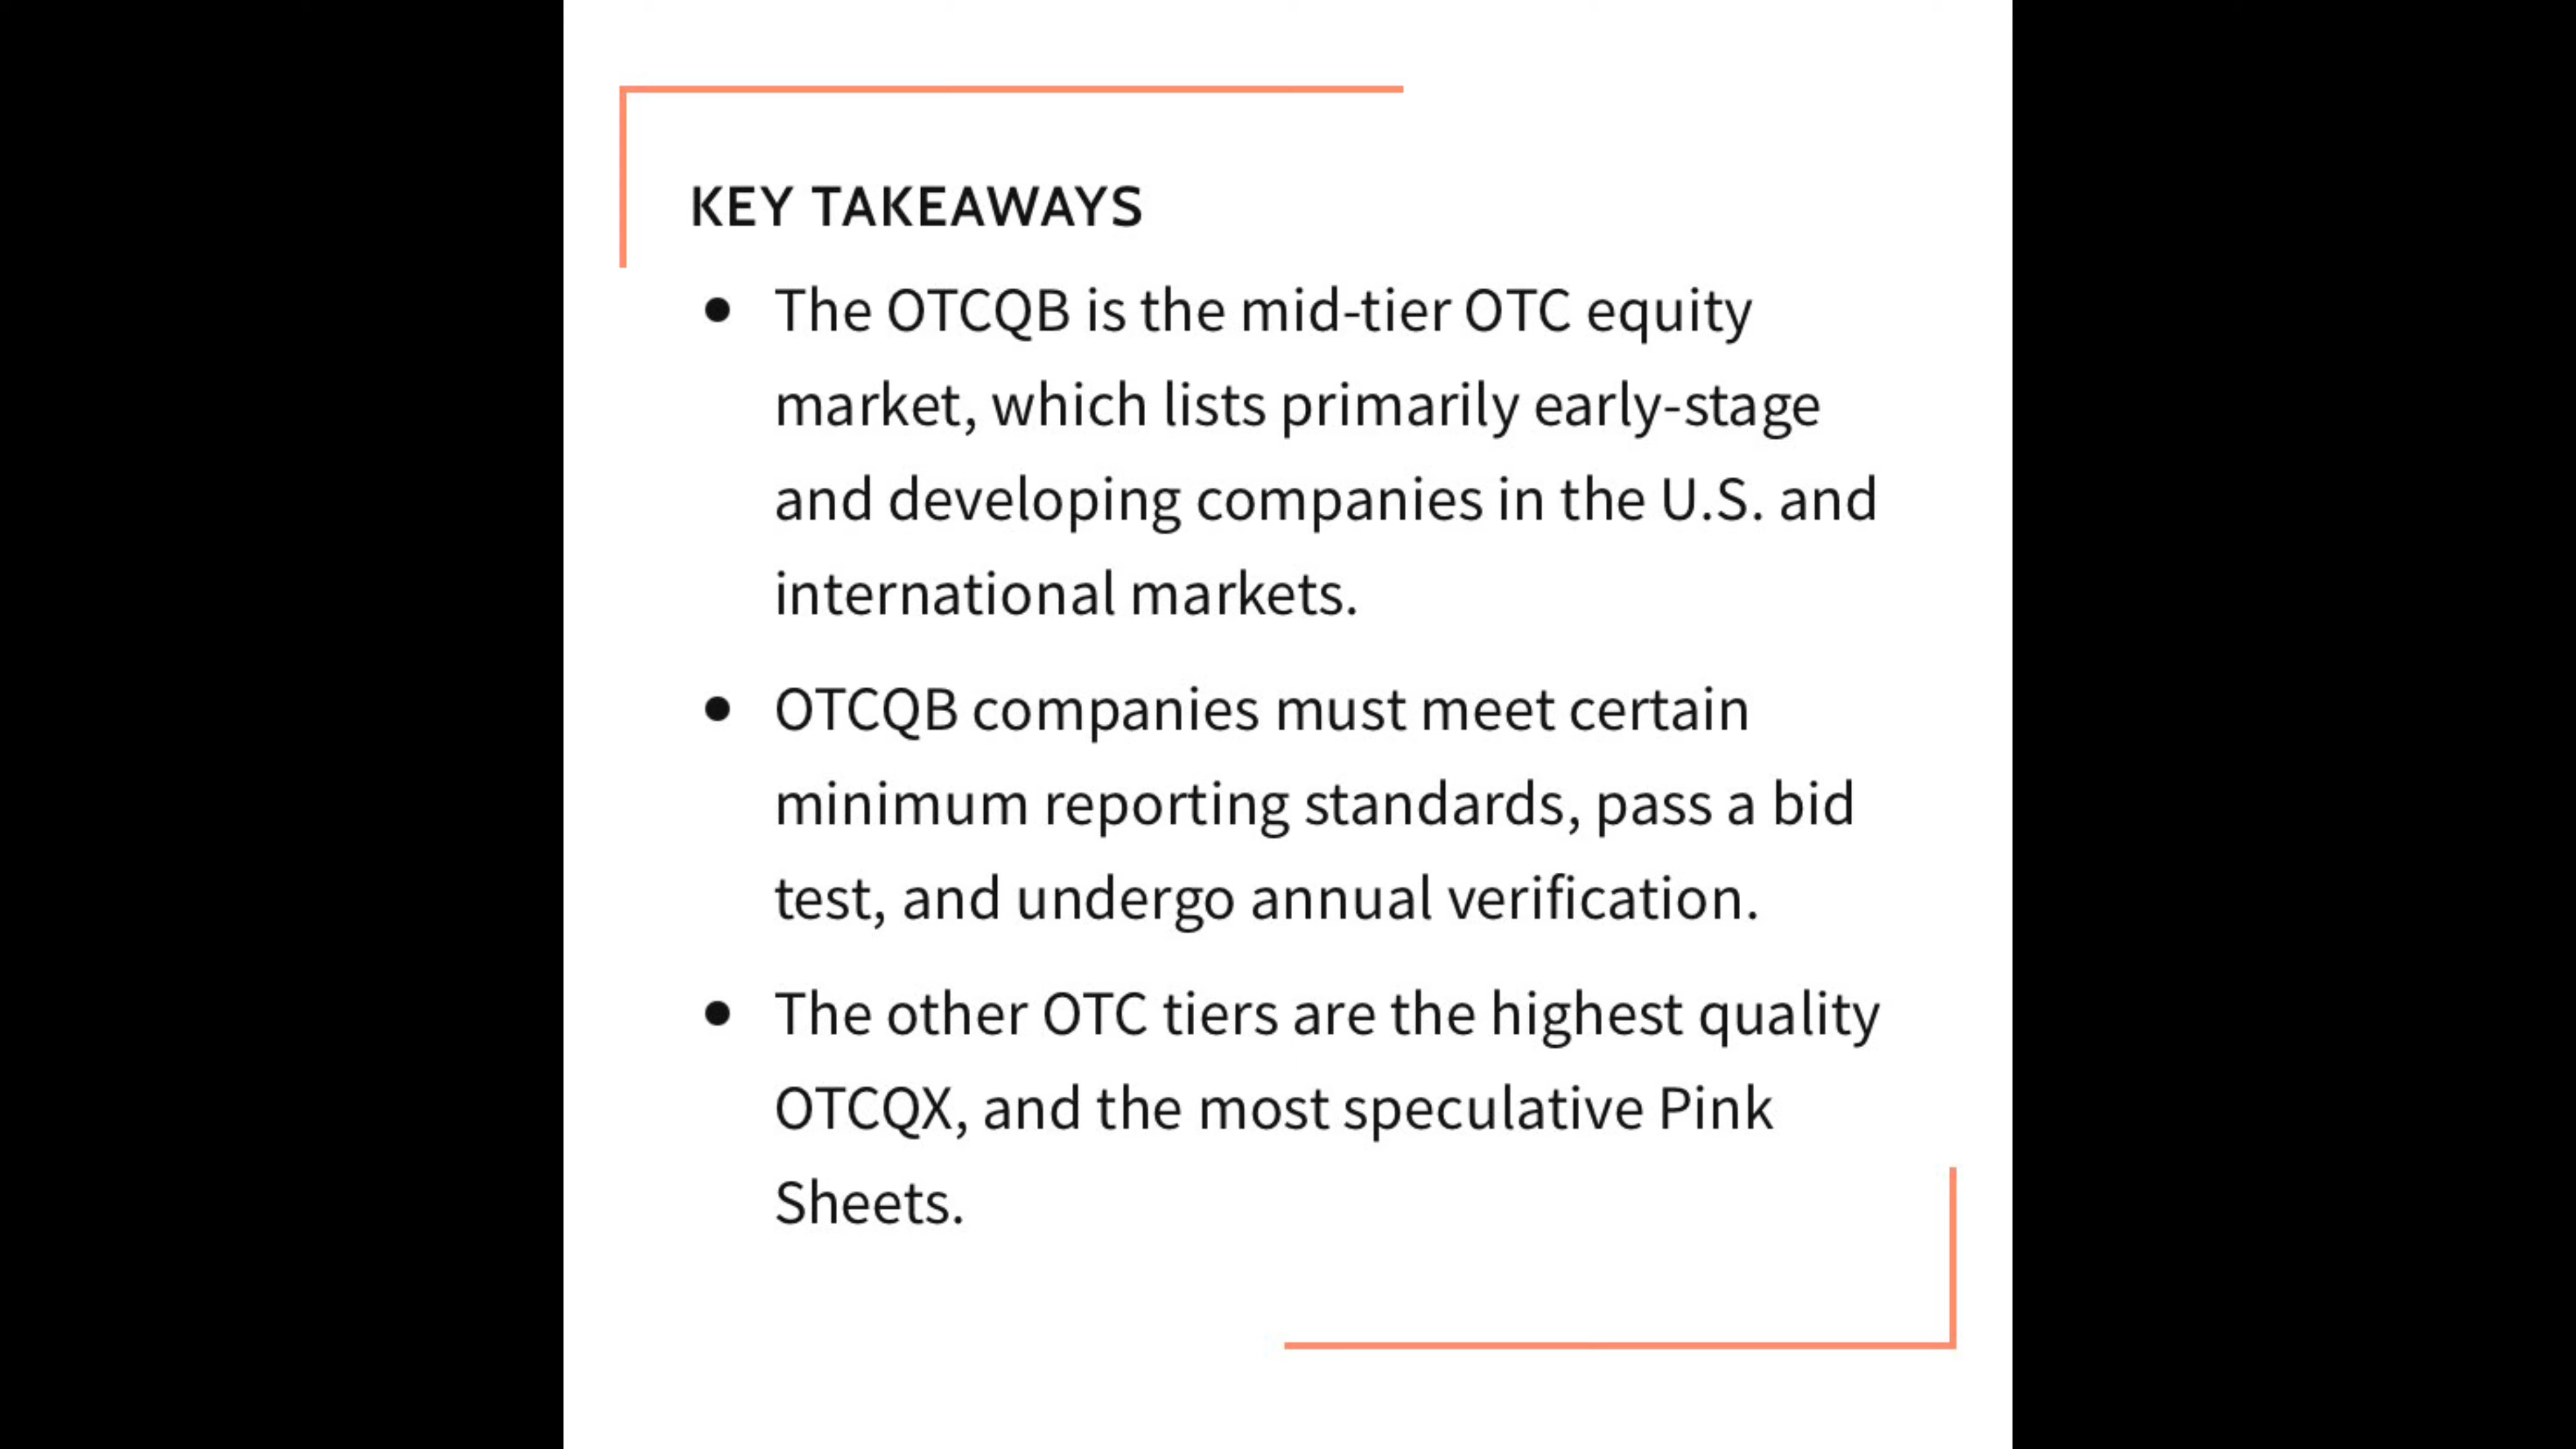 KEY TAKEAWAYS
• The OTCQB is the mid-tier OTC equity
market, which lists primarily early-stage
and developing companies in the U.S. and
international markets.
• OTCQB companies must meet certain
minimum reporting standards, pass a bid
test, and undergo annual verification.
• The other OTC tiers are the highest quality
OTCQX, and the most speculative Pink
Sheets.